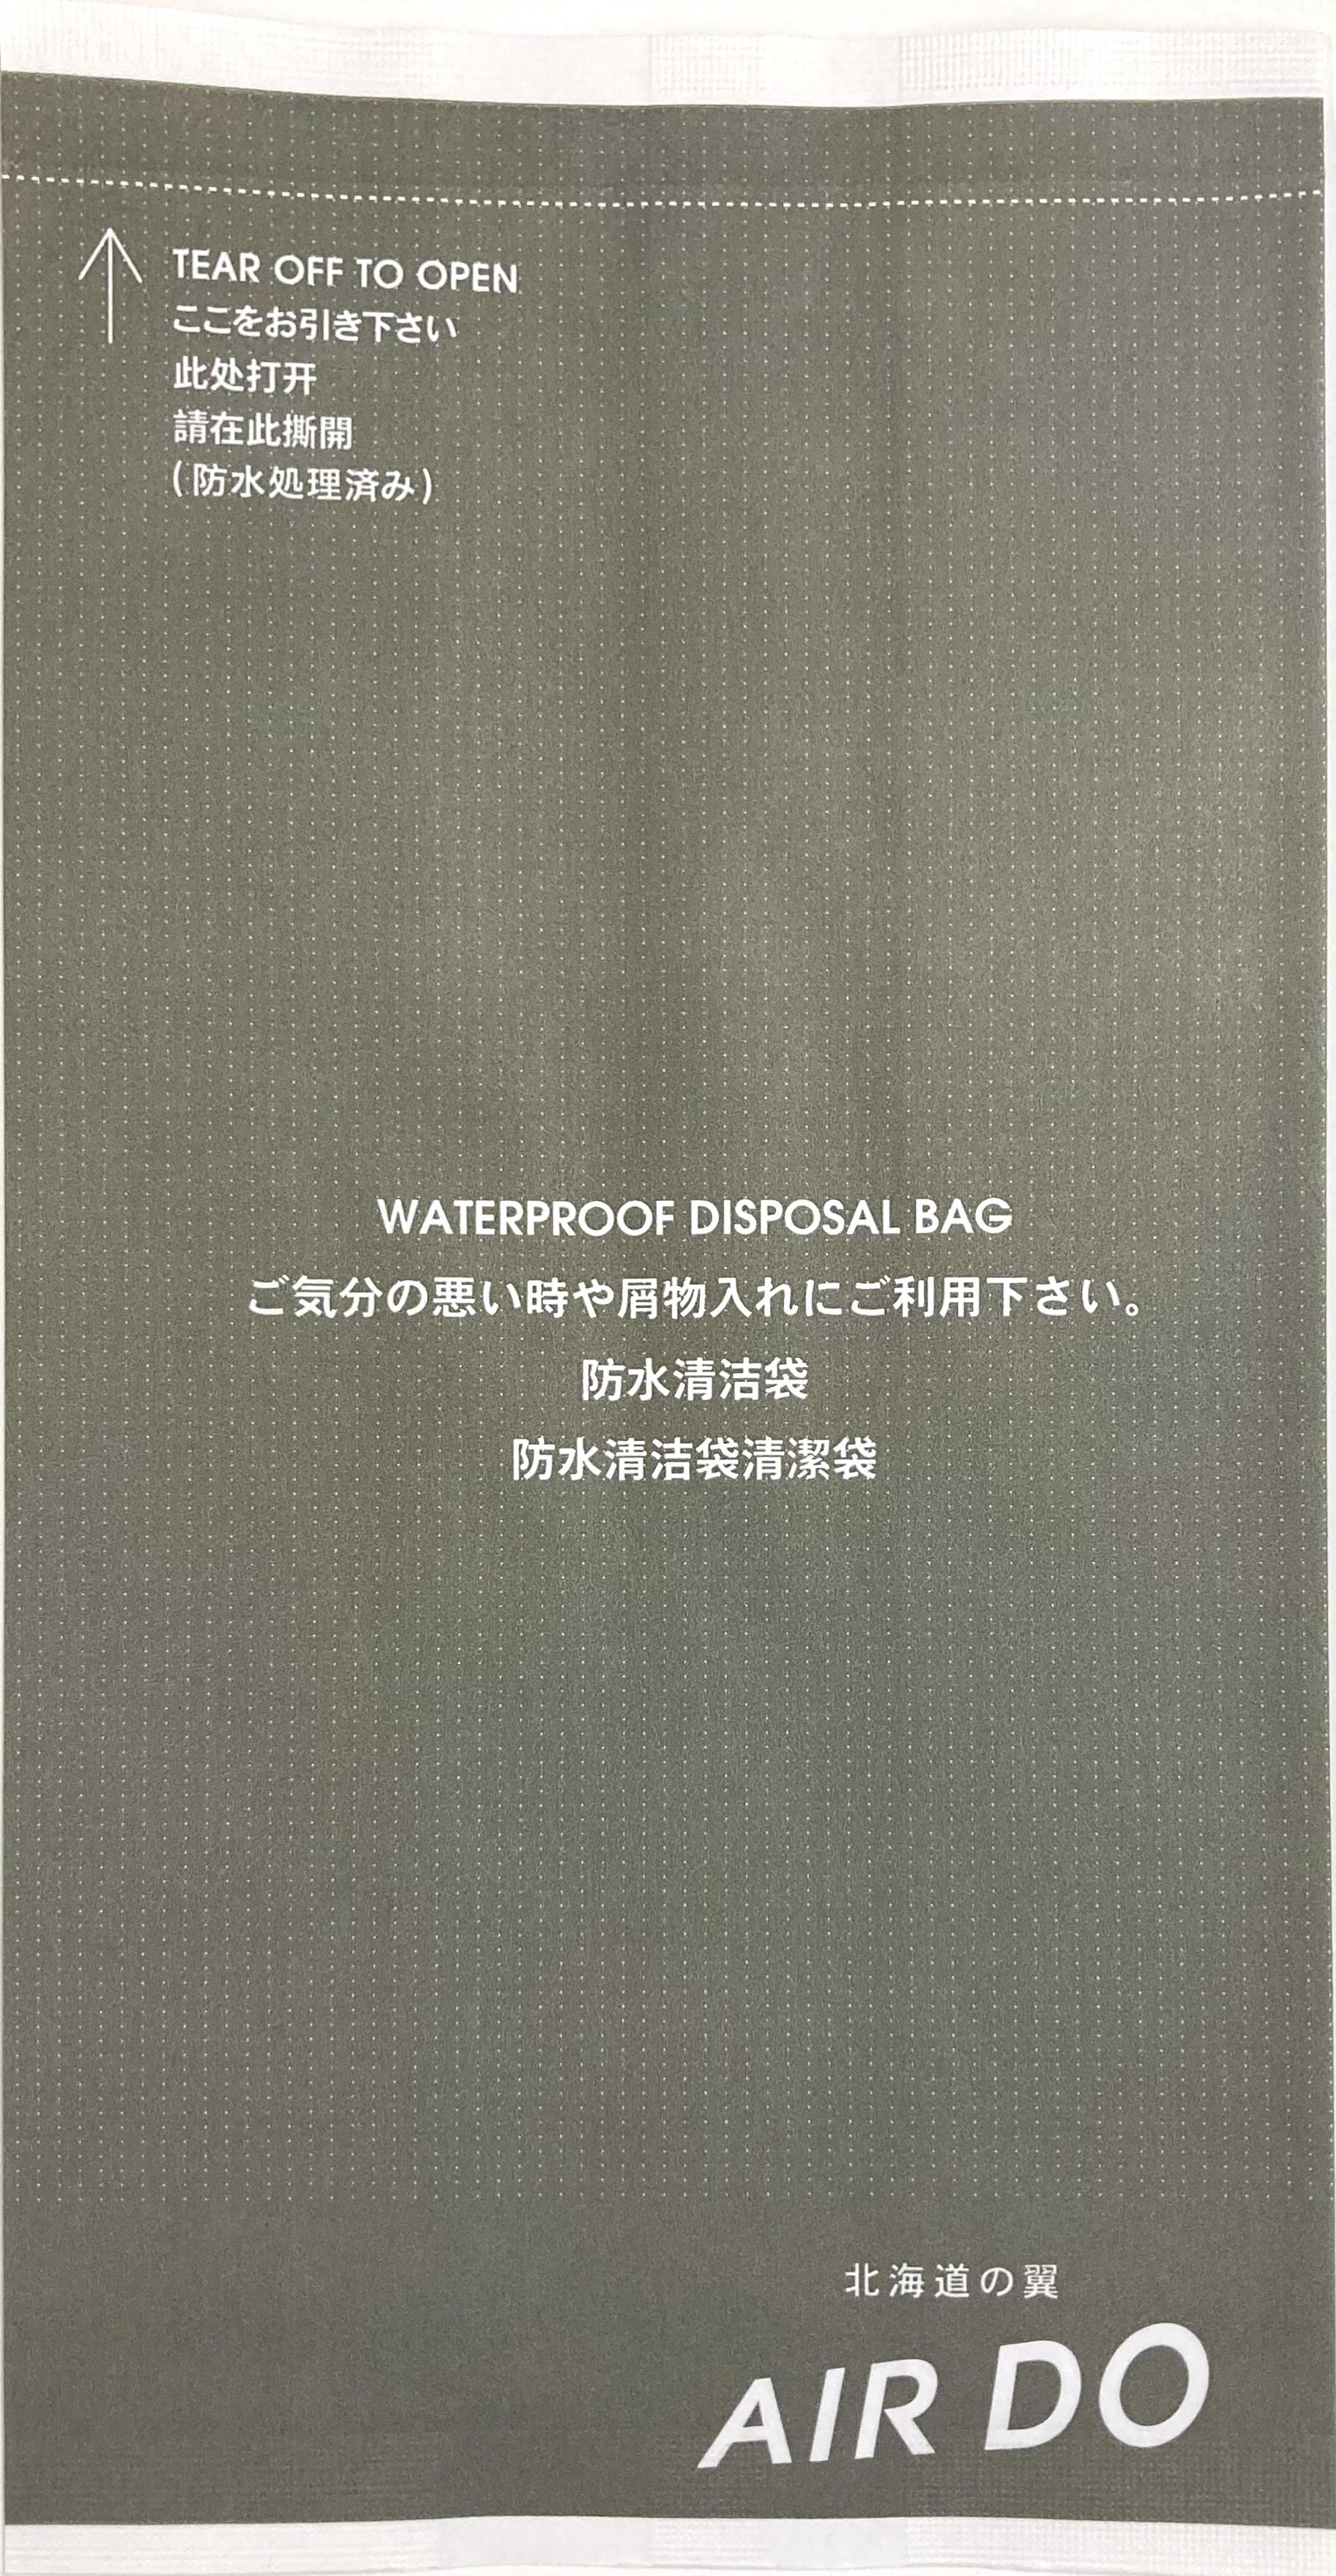 TEAR OFF TO OPEN
ここをお引き下さい
此处打开
請在此撕開
(防水処理済み)
WATERPROOF DISPOSAL BAG
ご気分の悪い時や屑物入れにご利用下さい。
防水清洁袋
防水清洁袋清潔袋
北海道の翼
AIR DO